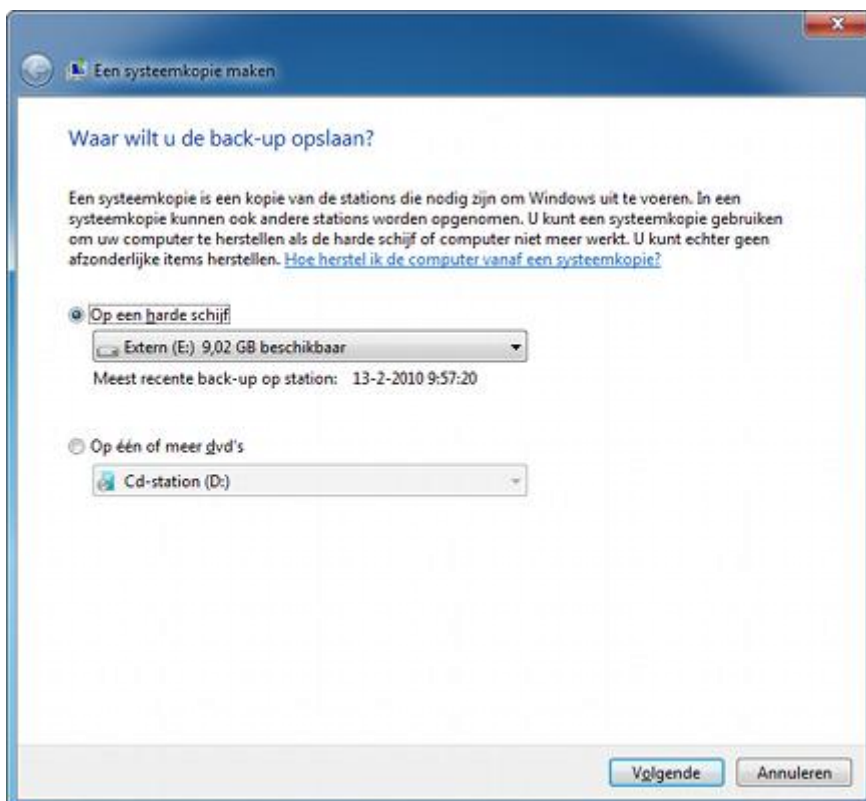 Een systeemkopie maken
Waar wilt u de back-up opslaan?
Een systeemkopie is een kopie van de stations die nodig zijn om Windows uit te voeren. In een
systeemkopie kunnen ook andere stations worden opgenomen. U kunt een systeemkopie gebruiken
om uw computer te herstellen als de harde schijf of computer niet meer werkt. U kunt echter geen
afzonderlijke items herstellen. Hoe herstel ik de computer vanaf een systeemkopie?
Op een harde schijf
Extern (E:) 9,02 GB beschikbaar
Meest recente back-up op station: 13-2-2010 9:57:20
Op één of meer dvd's
Cd-station (D:)
Volgende Annuleren